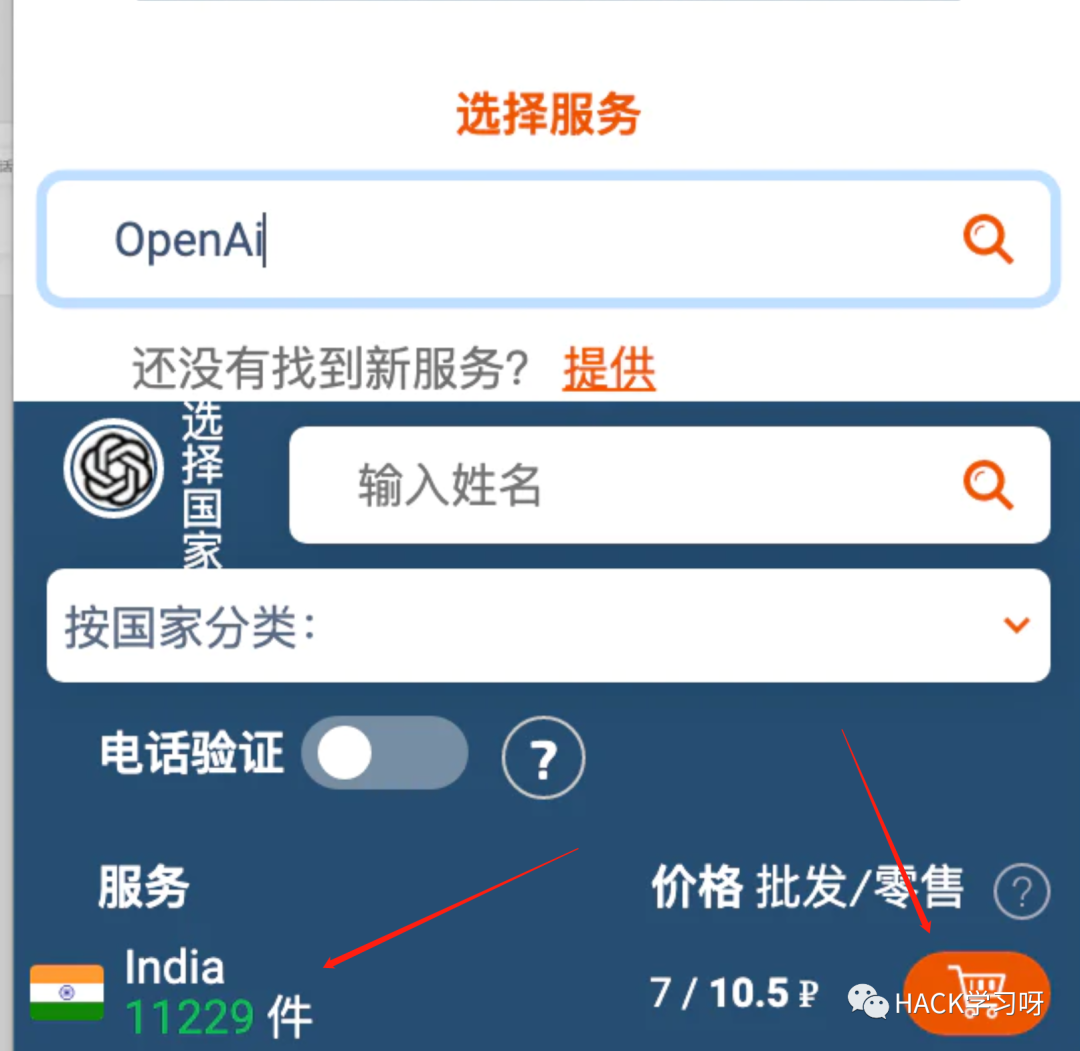 选择服务
OpenAi
还没有找到新服务? 提供
选择国家
输入姓名
按国家分类:
电话验证 ?
服务 价格 批发/零售 ?
India
11229 件
7 / 10.5 ₽
HACK学习呀
话